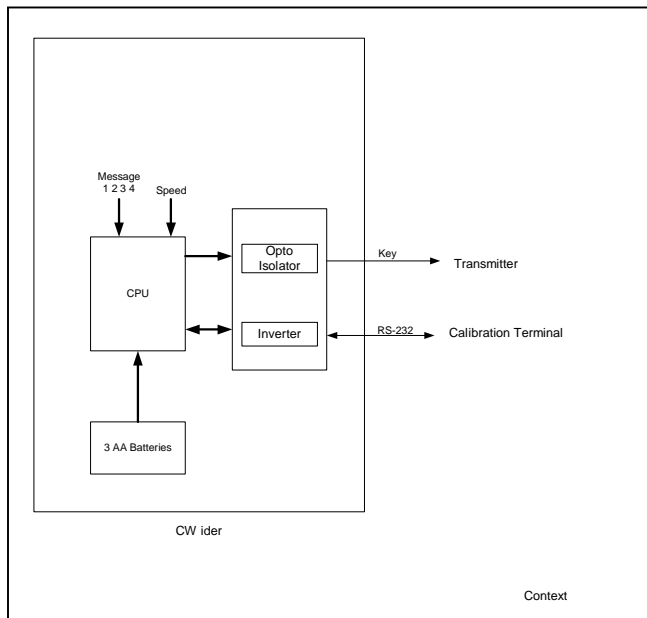 Message
1 2 3 4
Speed
CPU
Opto
Isolator
Key
Transmitter
Inverter
RS-232
Calibration Terminal
3 AA Batteries
CW ider
Context